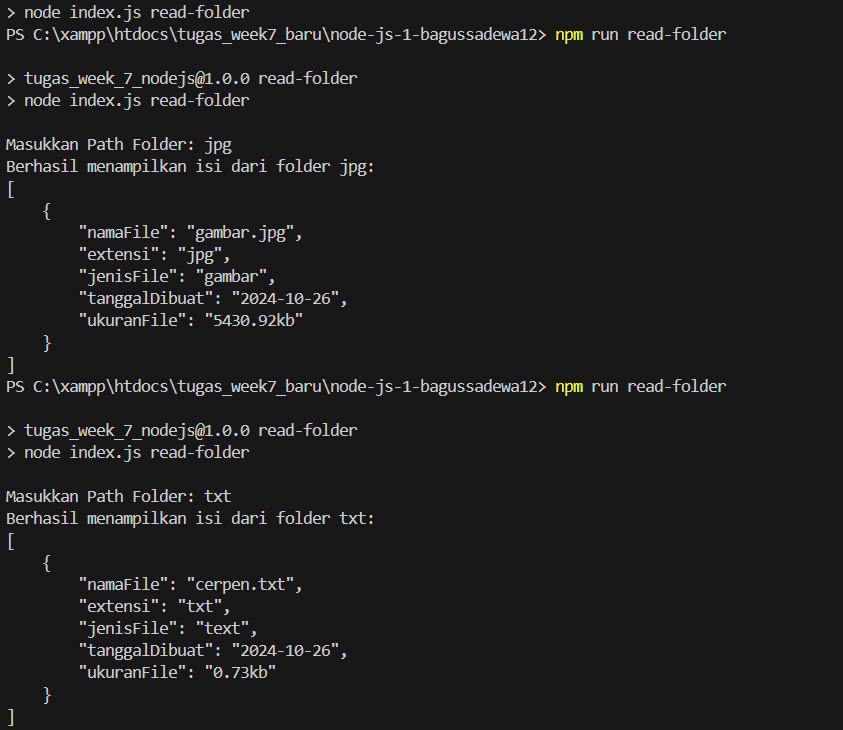 > node index.js read-folder
PS C:\xampp\htdocs\tugas_week7_baru\node-js-1-bagussadewa12> npm run read-folder

> tugas_week_7_nodejs@1.0.0 read-folder
> node index.js read-folder

Masukkan Path Folder: jpg
Berhasil menampilkan isi dari folder jpg:
[
    {
        "namaFile": "gambar.jpg",
        "extensi": "jpg",
        "jenisFile": "gambar",
        "tanggalDibuat": "2024-10-26",
        "ukuranFile": "5430.92kb"
    }
]
PS C:\xampp\htdocs\tugas_week7_baru\node-js-1-bagussadewa12> npm run read-folder

> tugas_week_7_nodejs@1.0.0 read-folder
> node index.js read-folder

Masukkan Path Folder: txt
Berhasil menampilkan isi dari folder txt:
[
    {
        "namaFile": "cerpen.txt",
        "extensi": "txt",
        "jenisFile": "text",
        "tanggalDibuat": "2024-10-26",
        "ukuranFile": "0.73kb"
    }
]